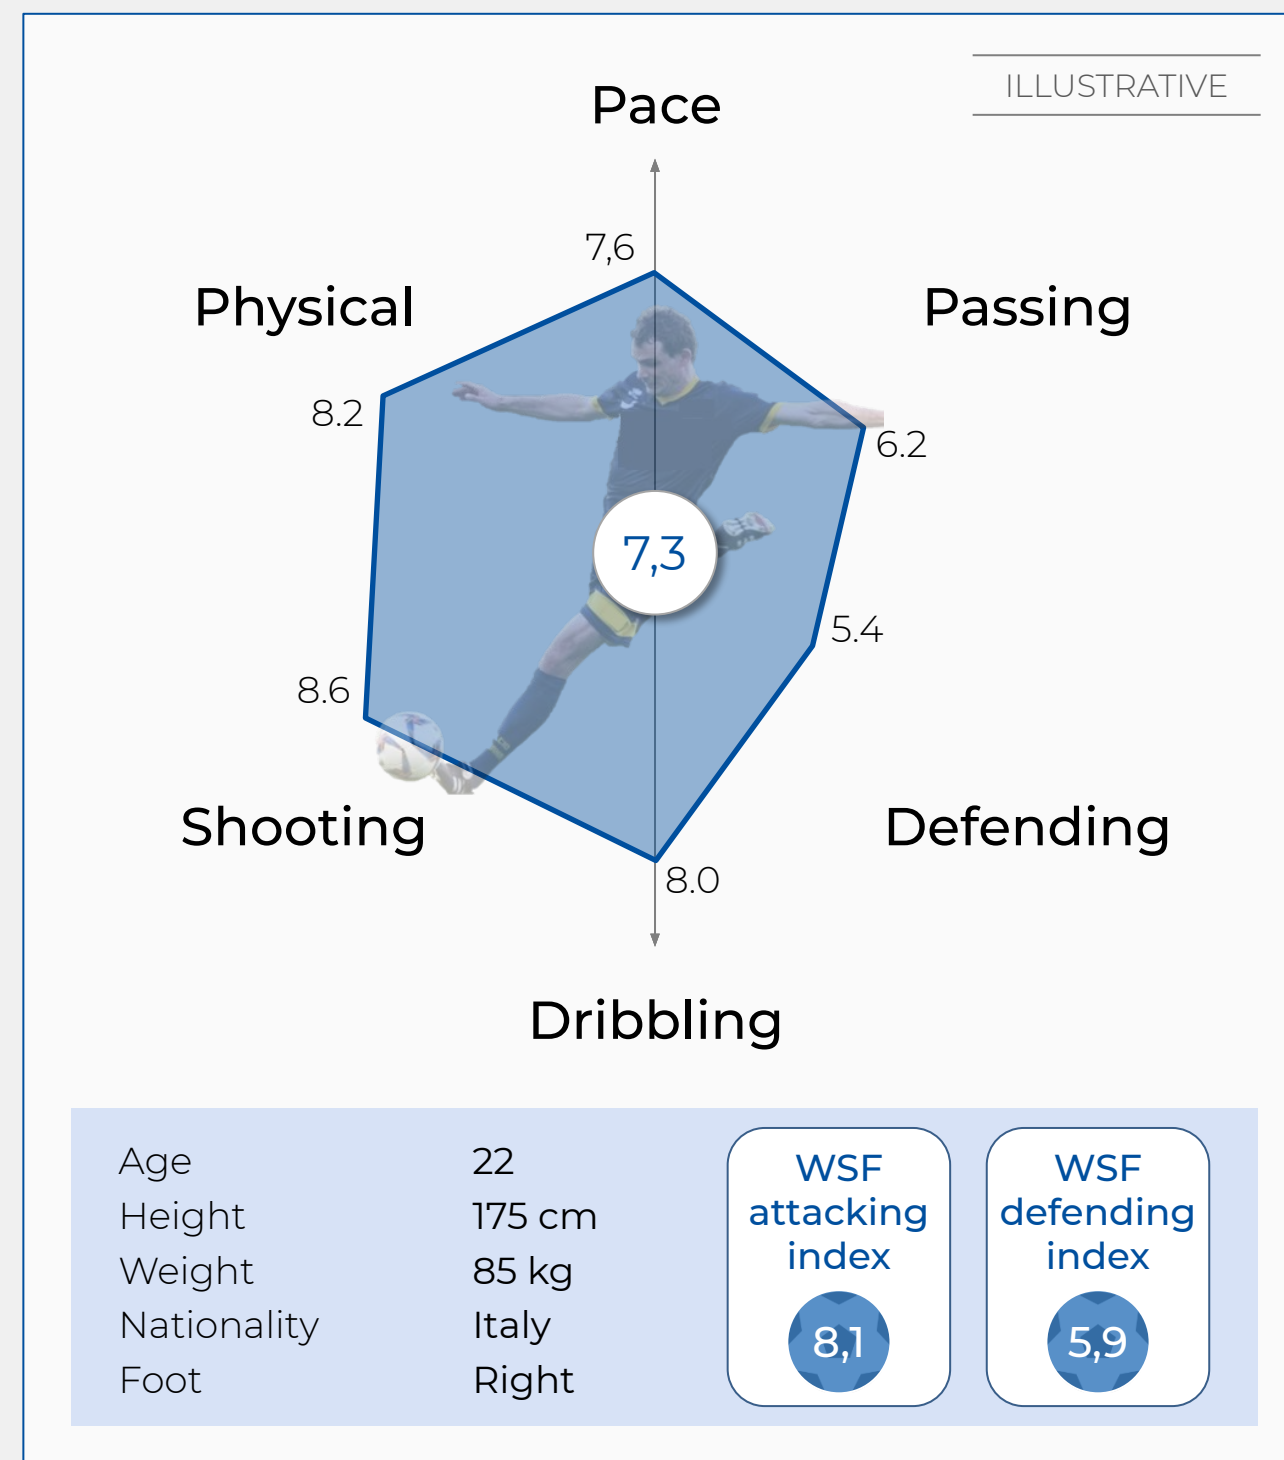 ILLUSTRATIVE
Pace
7,6
Physical
Passing
8.2
6.2
7,3
5.4
8.6
Shooting
Defending
8.0
Dribbling
Age 22
Height 175 cm
Weight 85 kg
Nationality Italy
Foot Right
WSF
attacking
index
8,1
WSF
defending
index
5,9